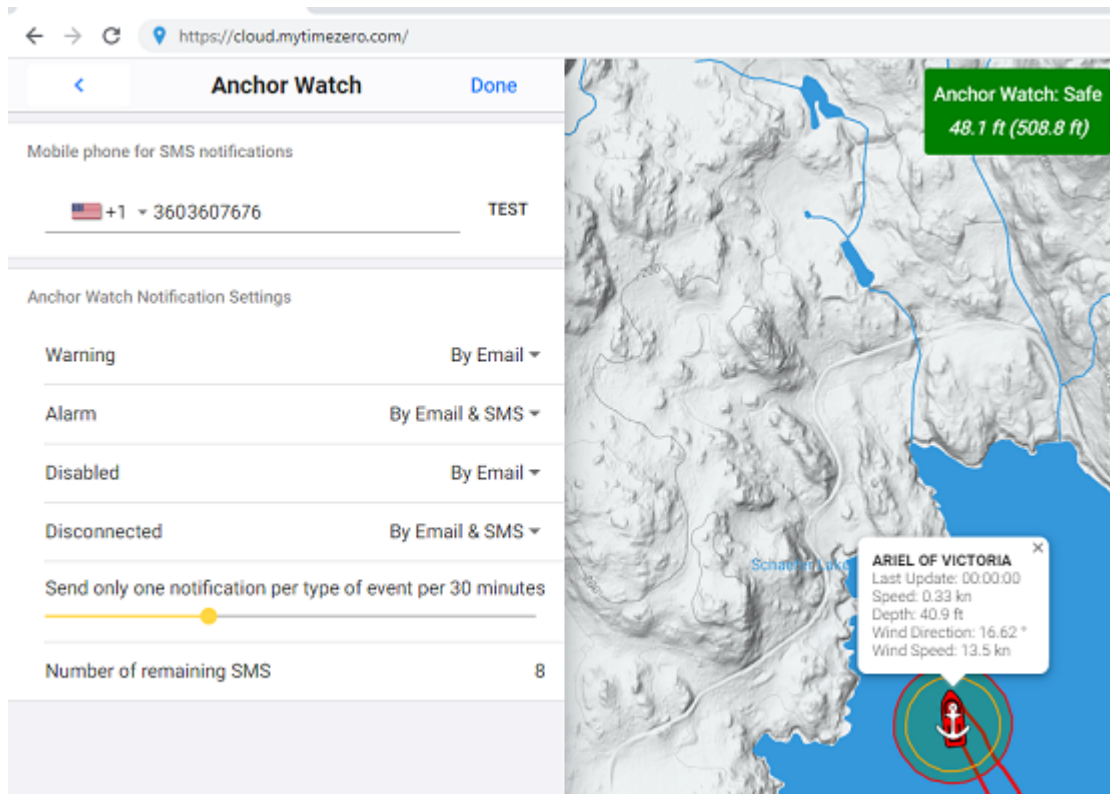 https://cloud.mytimezero.com/
Anchor Watch
Done
Mobile phone for SMS notifications
+1 3603607676
TEST
Anchor Watch Notification Settings
Warning By Email
Alarm By Email & SMS
Disabled By Email
Disconnected By Email & SMS
Send only one notification per type of event per 30 minutes
Number of remaining SMS 8
Anchor Watch: Safe
48.1 ft (508.8 ft)
200
ARIEL OF VICTORIA
Last Update: 00:00:00
Speed: 0.33 kn
Depth: 40.9 ft
Wind Direction: 16.62 °
Wind Speed: 13.5 kn